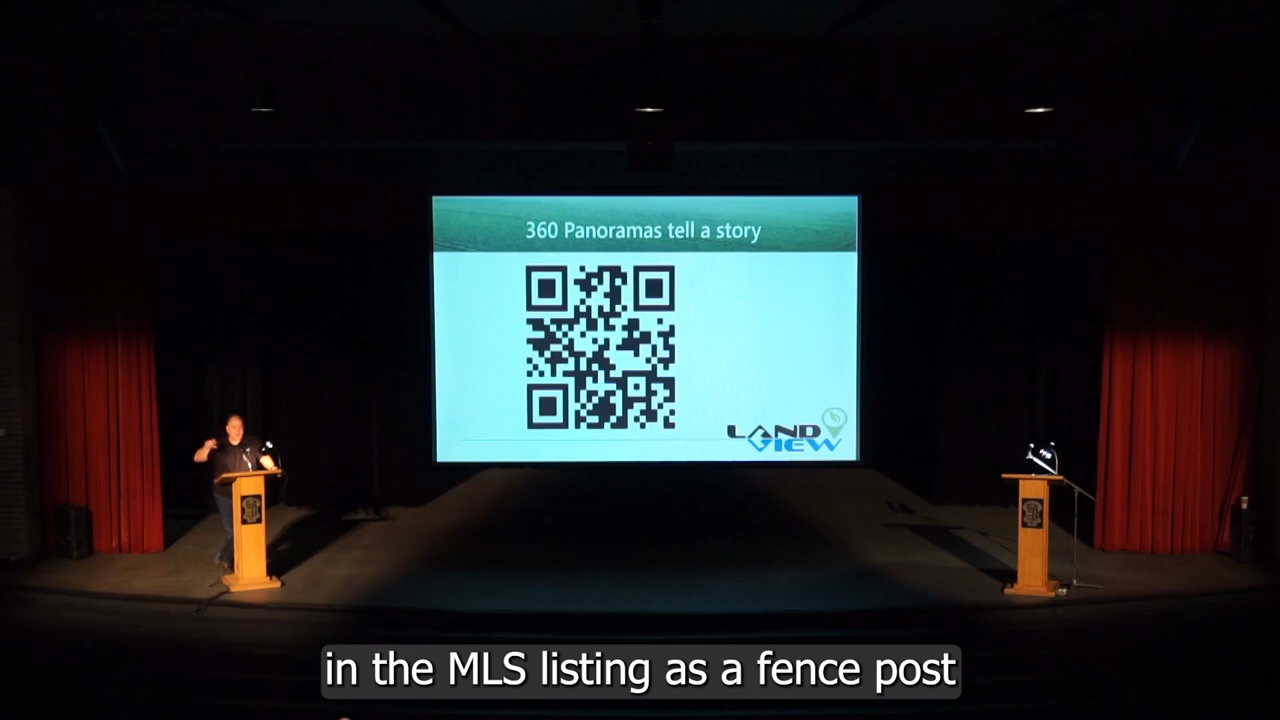 360 Panoramas tell a story
LAND
VIEW
in the MLS listing as a fence post